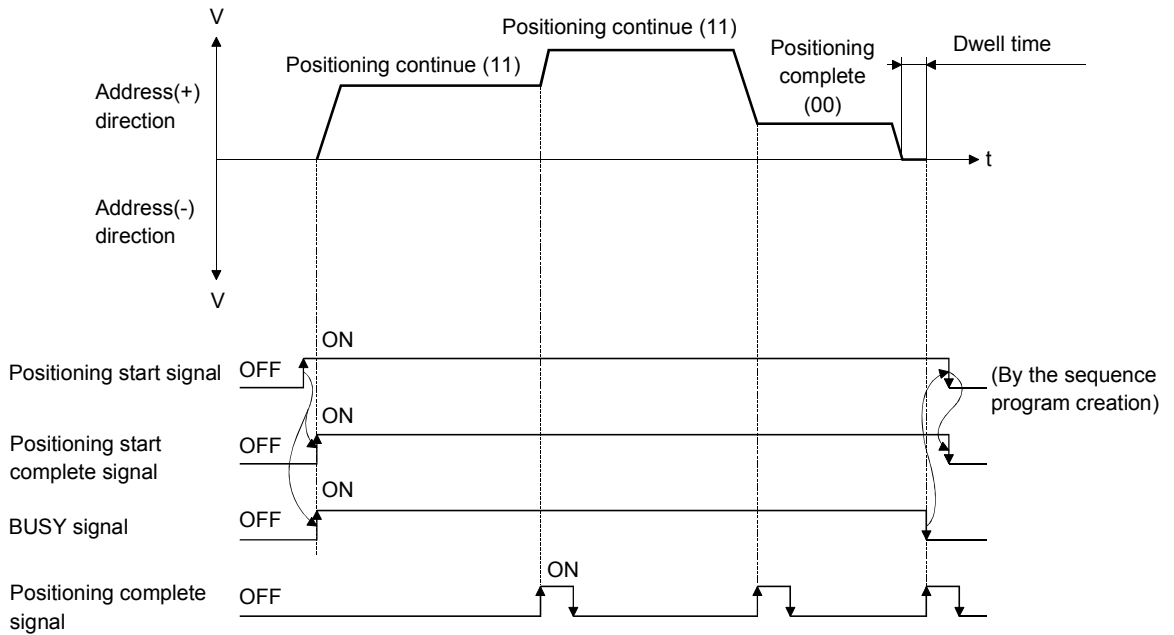 V
Positioning continue (11)
Positioning
complete
(00)
Dwell time
Positioning continue (11)
Address(+)
direction
t
Address(-)
direction
V
ON
Positioning start signal
OFF
(By the sequence
program creation)
ON
Positioning start
complete signal
OFF
ON
BUSY signal
OFF
ON
Positioning complete
signal
OFF